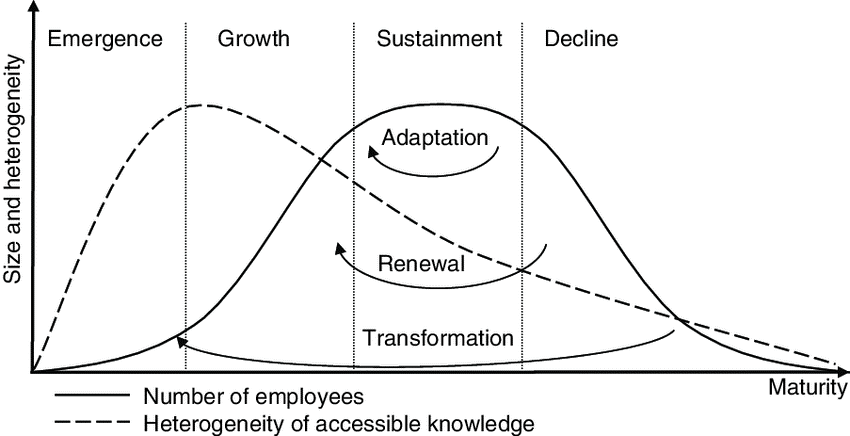 Emergence
Growth
Sustainment
Decline
Size and heterogeneity
Adaptation
Renewal
Transformation
Maturity
Number of employees
Heterogeneity of accessible knowledge